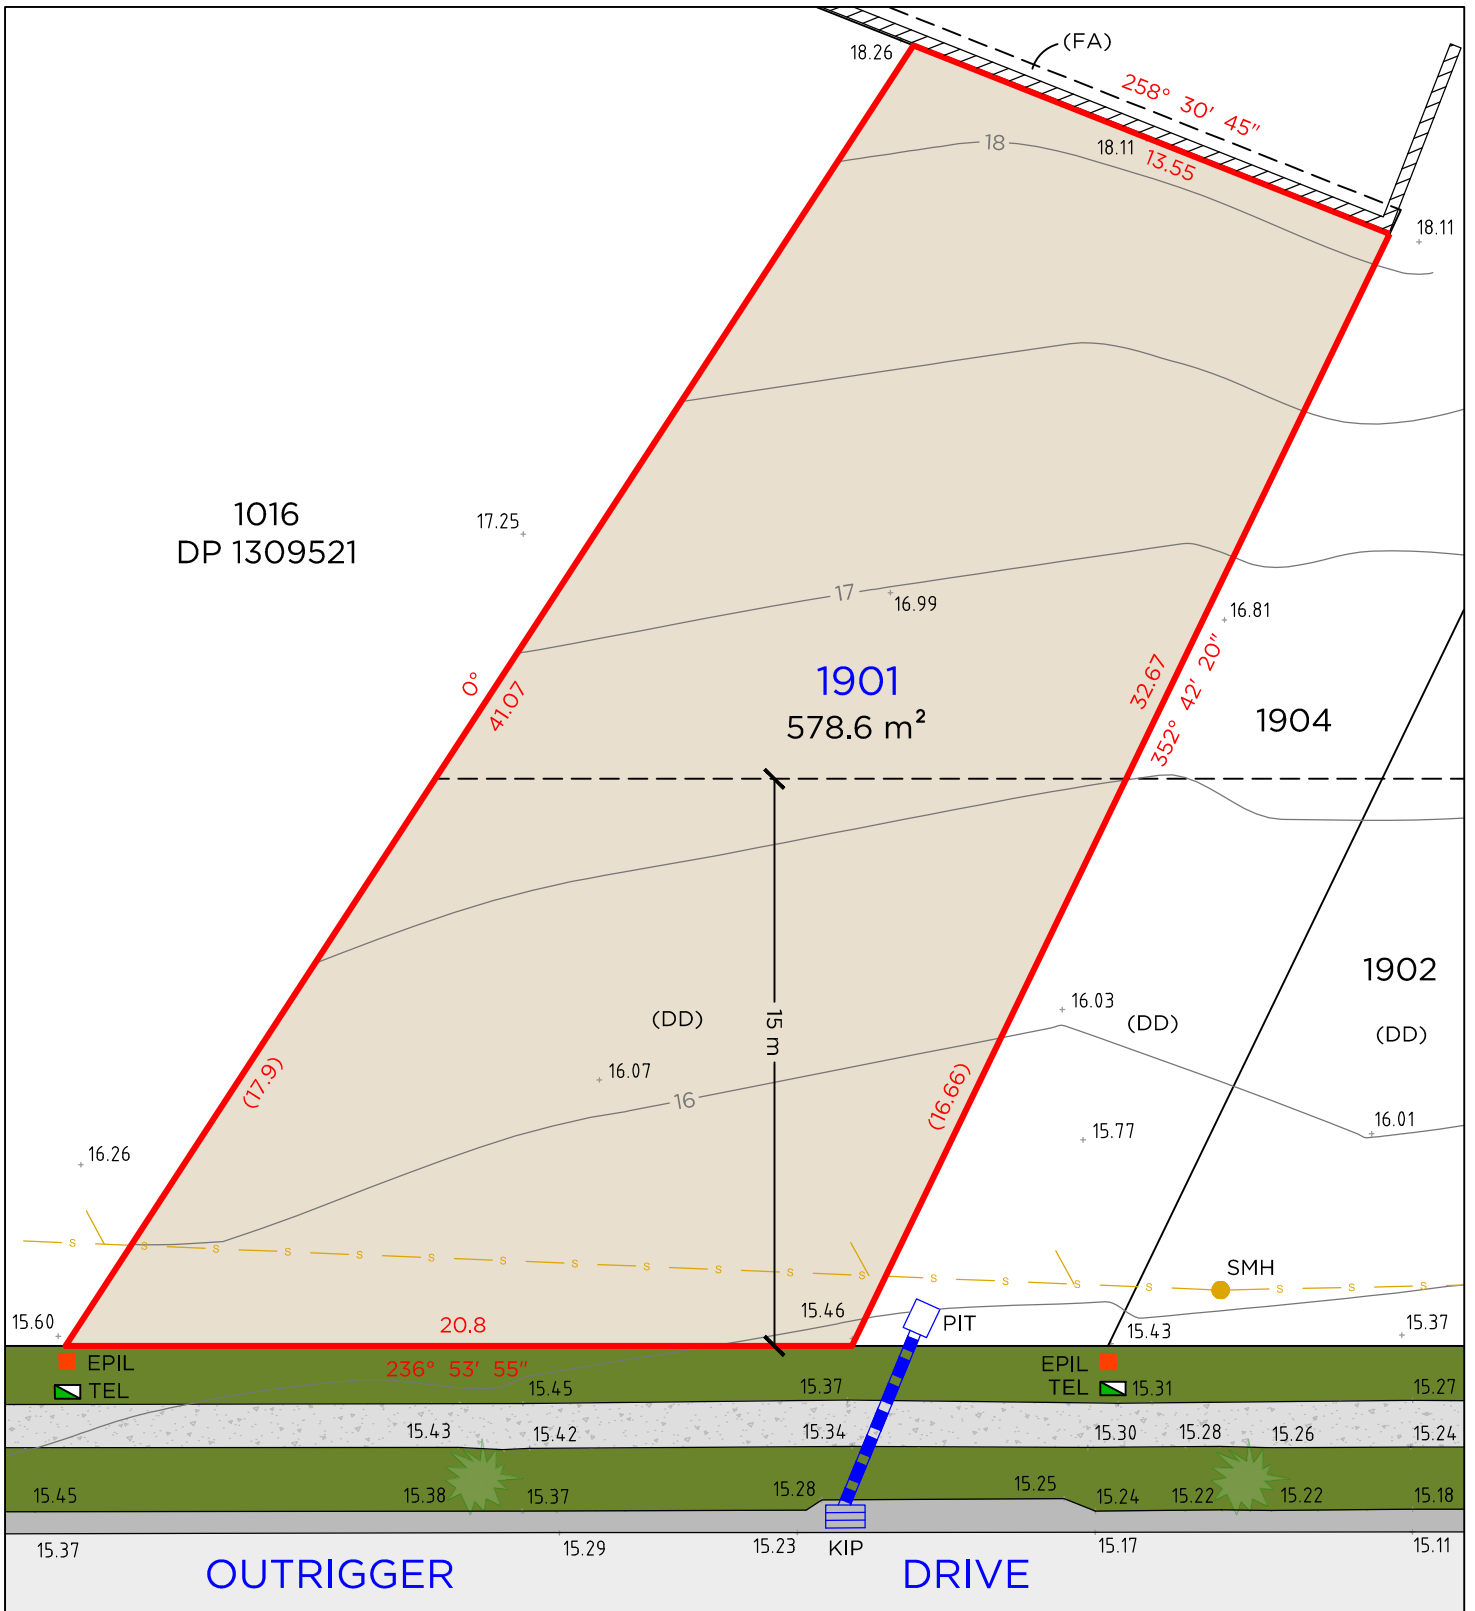 18.26
(FA)
258° 30' 45"
18
18.11
13.55
18.11
1016
DP 1309521
17.25
17
16.99
16.81
0°
41.07
1901
578.6 m²
32.67
352° 42' 20"
1904
1902
(DD)
15 m
16.03
(DD)
(DD)
(17.9)
16.07
16
(16.66)
15.77
16.01
16.26
s s s s s s s s s s s s s s s s s s
SMH
15.60
20.8
15.46
PIT
15.43
15.37
EPIL
236° 53' 55"
EPIL
TEL
15.45
15.37
TEL
15.31
15.27
15.43
15.42
15.34
15.30
15.28
15.26
15.24
15.45
15.38
15.37
15.28
15.25
15.24
15.22
15.22
15.18
15.37
15.29
15.23
KIP
15.17
15.11
OUTRIGGER DRIVE